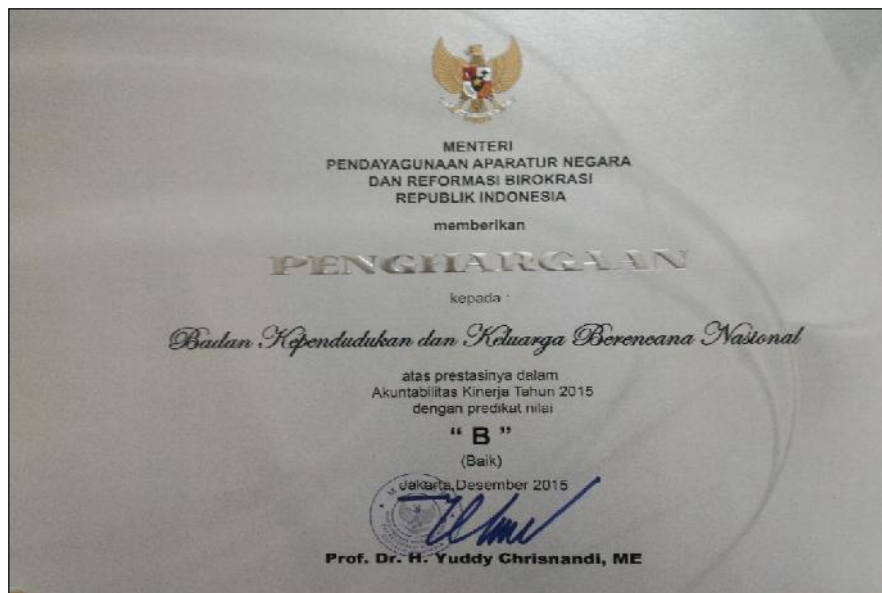 MENTERI
PENDAYAGUNAAN APARATUR NEGARA
DAN REFORMASI BIROKRASI
REPUBLIK INDONESIA
memberikan
PENGHARGAAN
kepada :
Badan Kependudukan dan Keluarga Berencana Nasional
atas prestasinya dalam
Akuntabilitas Kinerja Tahun 2015
dengan predikat nilai
“ B ”
(Baik)
Jakarta, Desember 2015
Prof. Dr. H. Yuddy Chrisnandi, ME